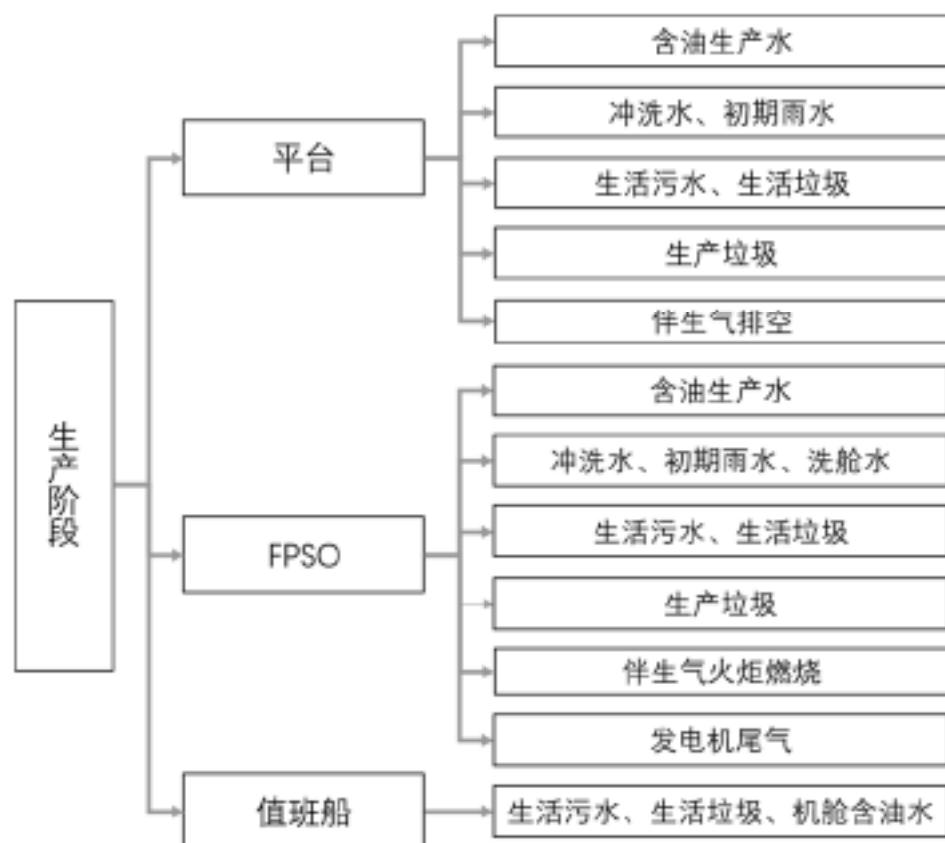 生产阶段
平台
含油生产水
冲洗水、初期雨水
生活污水、生活垃圾
生产垃圾
伴生气排空
FPSO
含油生产水
冲洗水、初期雨水、洗舱水
生活污水、生活垃圾
生产垃圾
伴生气火炬燃烧
发电机尾气
值班船
生活污水、生活垃圾、机舱含油水